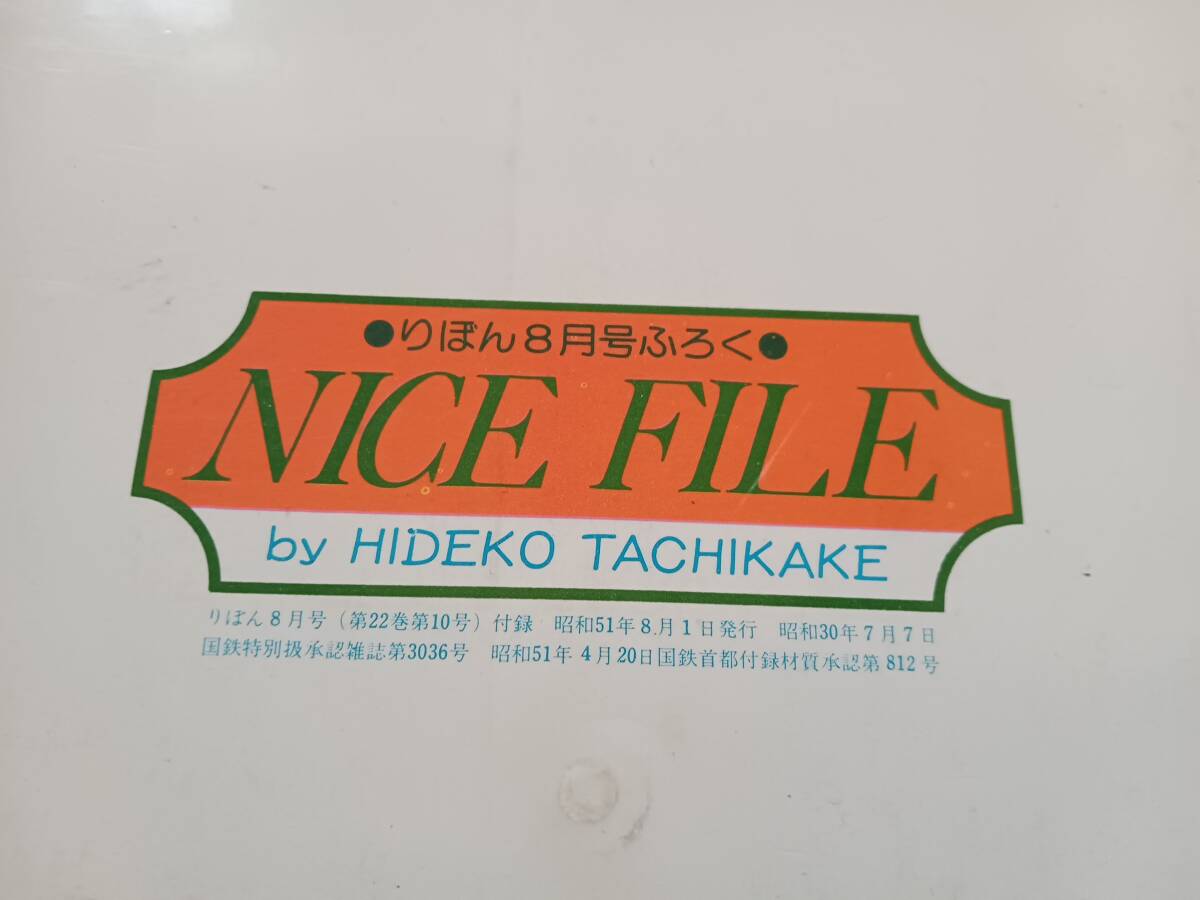 ●りぼん8月号ふろく●
NICE FILE
by HIDEKO TACHIKAKE
りぼん8月号（第22巻第10号）付録　昭和51年8月1日発行　昭和30年7月7日
国鉄特別扱承認雑誌第3036号　昭和51年4月20日国鉄首都付録材質承認第812号